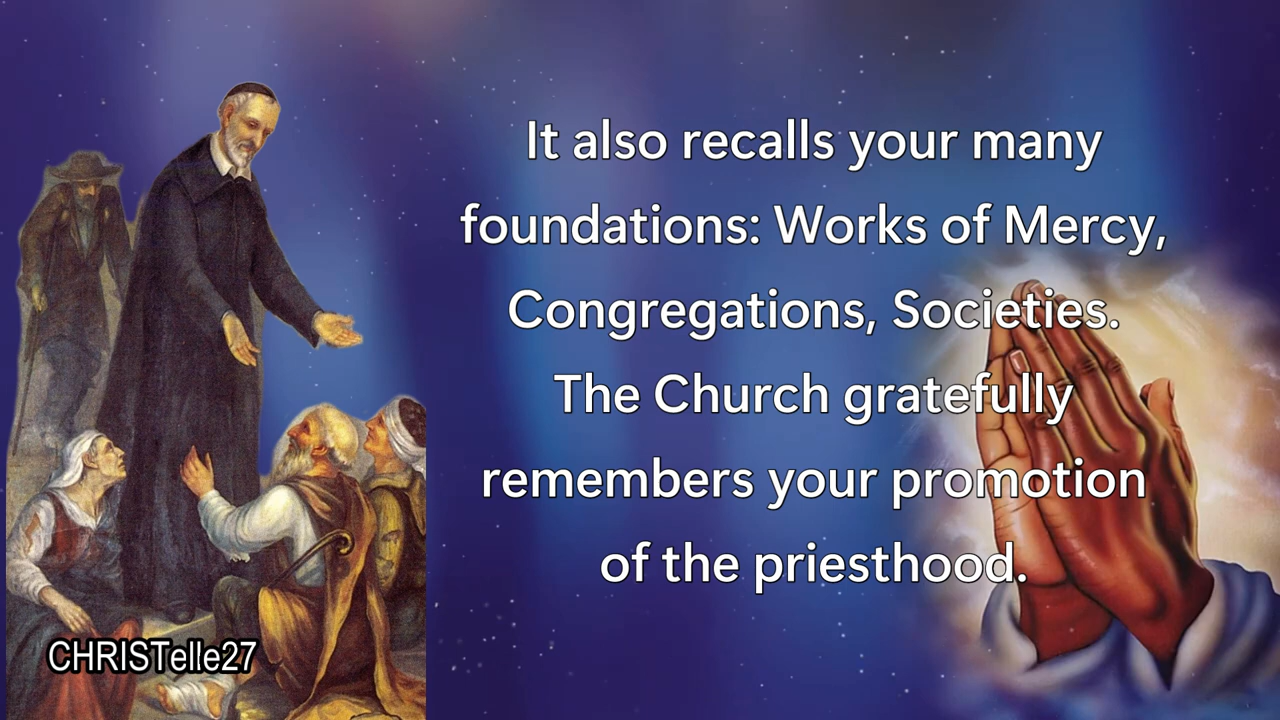 It also recalls your many
foundations: Works of Mercy,
Congregations, Societies.
The Church gratefully
remembers your promotion
of the priesthood.
CHRISTelle27